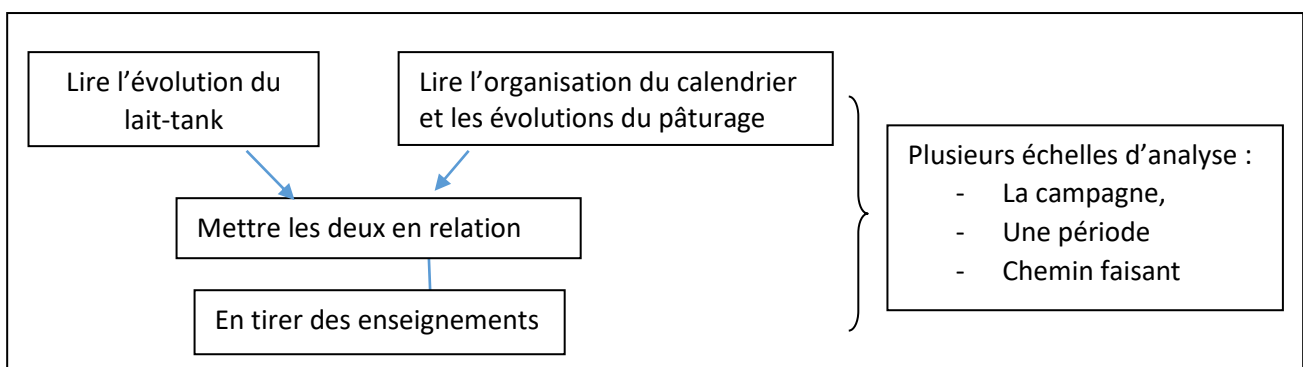 Lire l’évolution du
lait-tank
Lire l’organisation du calendrier
et les évolutions du pâturage
Mettre les deux en relation
En tirer des enseignements
Plusieurs échelles d’analyse :
- La campagne,
- Une période
- Chemin faisant